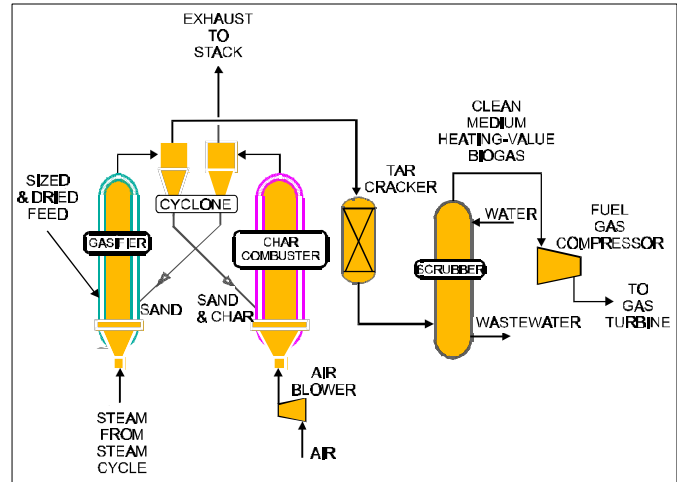 EXHAUST
TO
STACK
CLEAN
MEDIUM
HEATING-VALUE
BIOGAS
TAR
CRACKER
SIZED
& DRIED
FEED
CYCLONE
WATER
FUEL
GAS
COMPRESSOR
GASIFIER
CHAR
COMBUSTER
SCRUBBER
SAND
SAND
& CHAR
TO
GAS
TURBINE
WASTEWATER
AIR
BLOWER
STEAM
FROM
STEAM
CYCLE
AIR